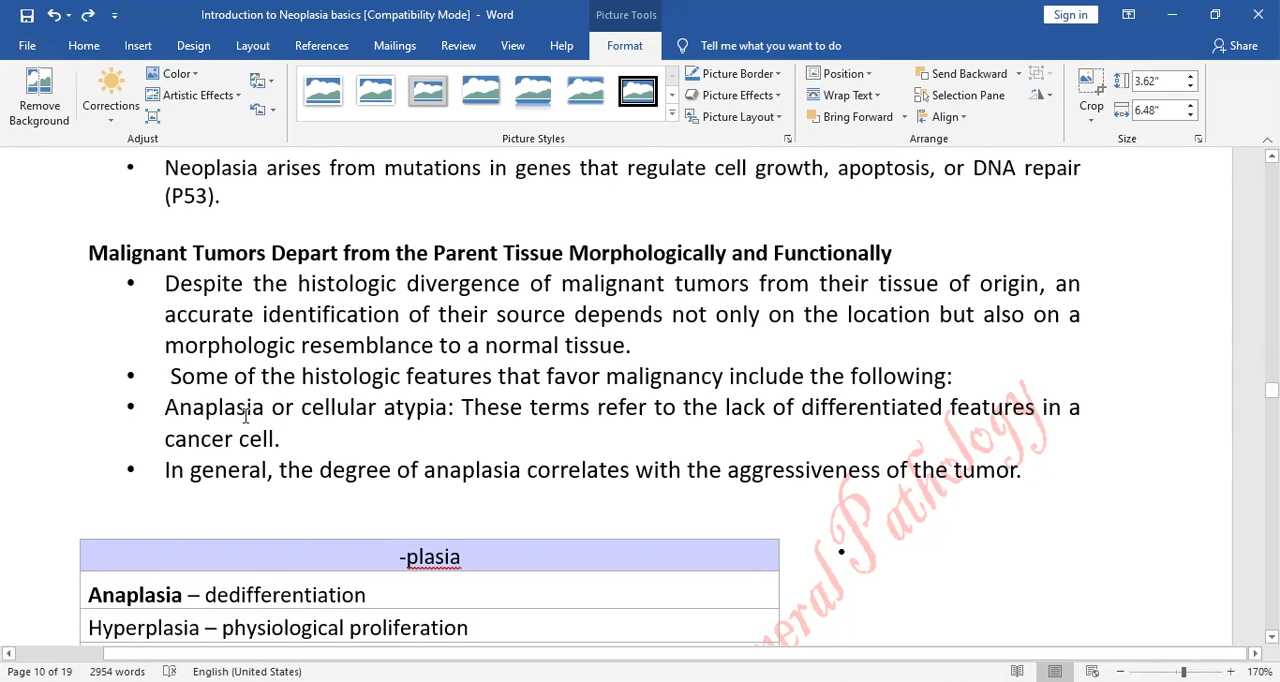 Introduction to Neoplasia basics [Compatibility Mode] - Word
Picture Tools
Sign in
File Home Insert Design Layout References Mailings Review View Help Format Tell me what you want to do Share
Remove Background
Corrections
Color
Artistic Effects
Adjust
Picture Styles
Picture Border
Picture Effects
Picture Layout
Position
Wrap Text
Bring Forward
Send Backward
Selection Pane
Align
Arrange
Crop
3.62"
6.48"
Size
• Neoplasia arises from mutations in genes that regulate cell growth, apoptosis, or DNA repair
(P53).
Malignant Tumors Depart from the Parent Tissue Morphologically and Functionally
• Despite the histologic divergence of malignant tumors from their tissue of origin, an
accurate identification of their source depends not only on the location but also on a
morphologic resemblance to a normal tissue.
• Some of the histologic features that favor malignancy include the following:
• Anaplasia or cellular atypia: These terms refer to the lack of differentiated features in a
cancer cell.
• In general, the degree of anaplasia correlates with the aggressiveness of the tumor.
-plasia
Anaplasia – dedifferentiation
Hyperplasia – physiological proliferation
•
Pathology
Page 10 of 19 2954 words English (United States) 170%